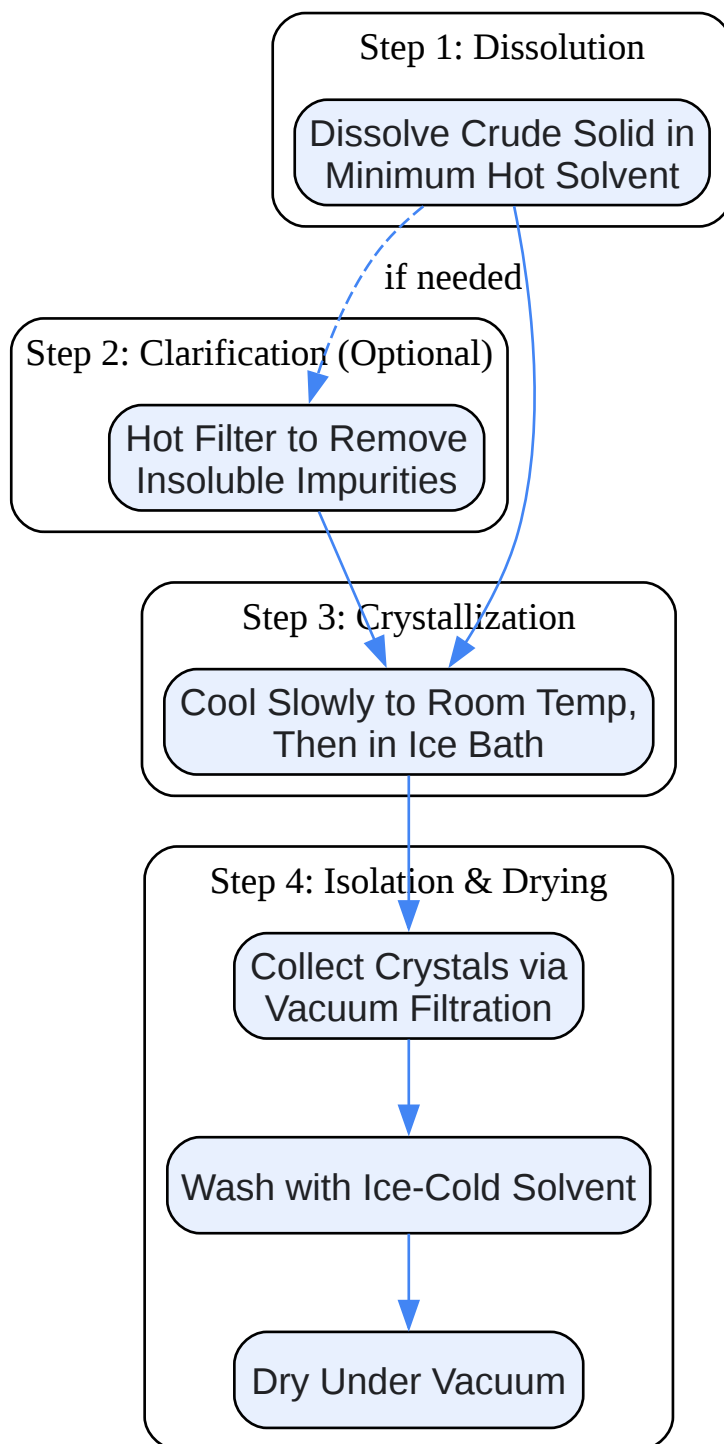 Step 1: Dissolution
Dissolve Crude Solid in
Minimum Hot Solvent
if needed
Step 2: Clarification (Optional)
Hot Filter to Remove
Insoluble Impurities
Step 3: Crystallization
Cool Slowly to Room Temp,
Then in Ice Bath
Step 4: Isolation & Drying
Collect Crystals via
Vacuum Filtration
Wash with Ice-Cold Solvent
Dry Under Vacuum